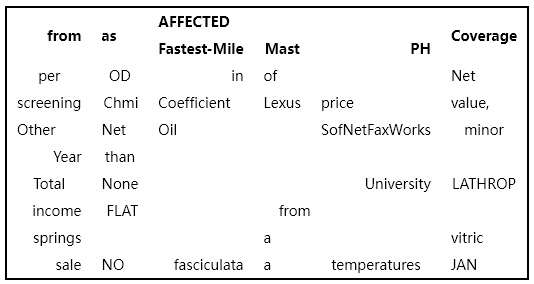 AFFECTED
from as Coverage
Fastest-Mile Mast PH
per OD in of Net
screening Chmi Coefficient Lexus price value,
Other Net Oil SofNetFaxWorks minor
Year than
Total None University LATHROP
income FLAT from
springs a vitric
sale NO fasciculata a temperatures JAN